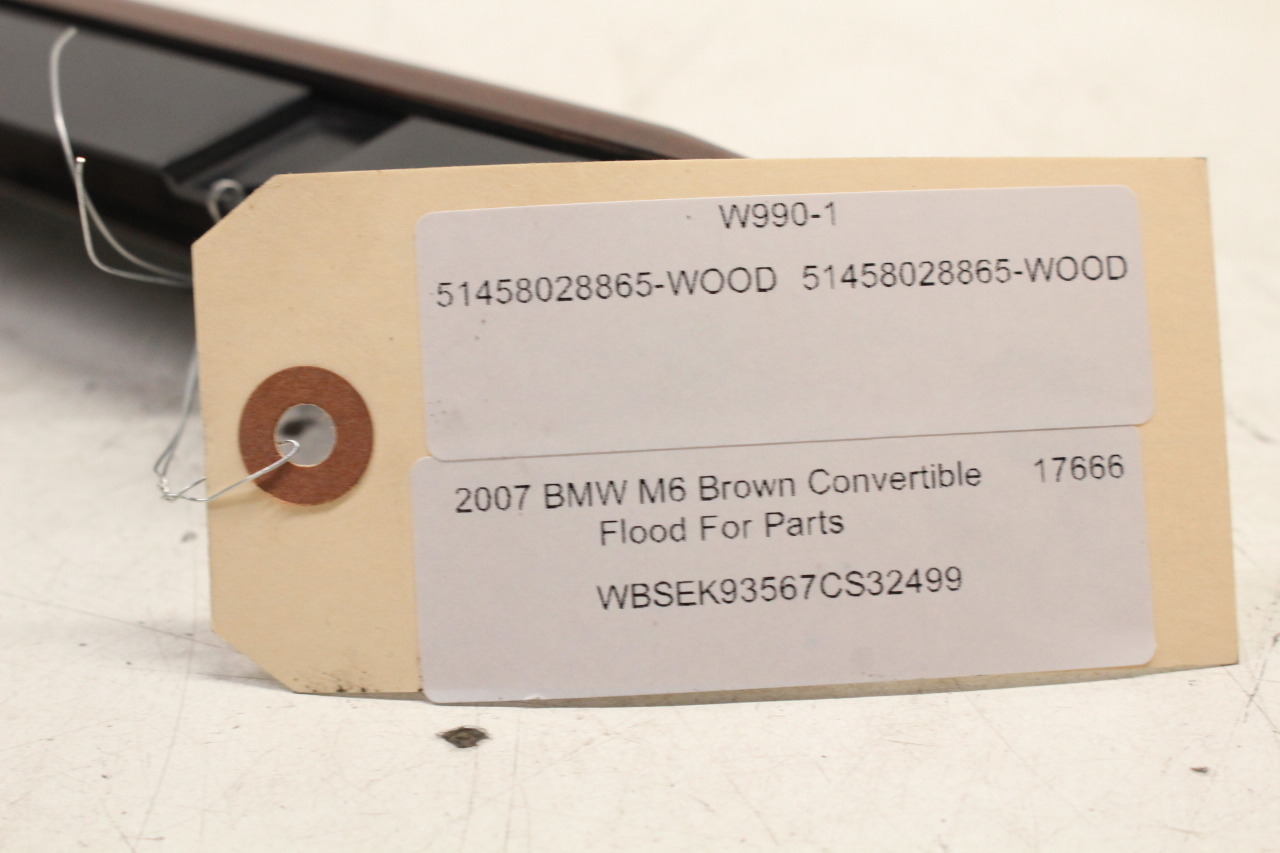 W990-1
51458028865-WOOD 51458028865-WOOD
2007 BMW M6 Brown Convertible 17666
Flood For Parts
WBSEK93567CS32499